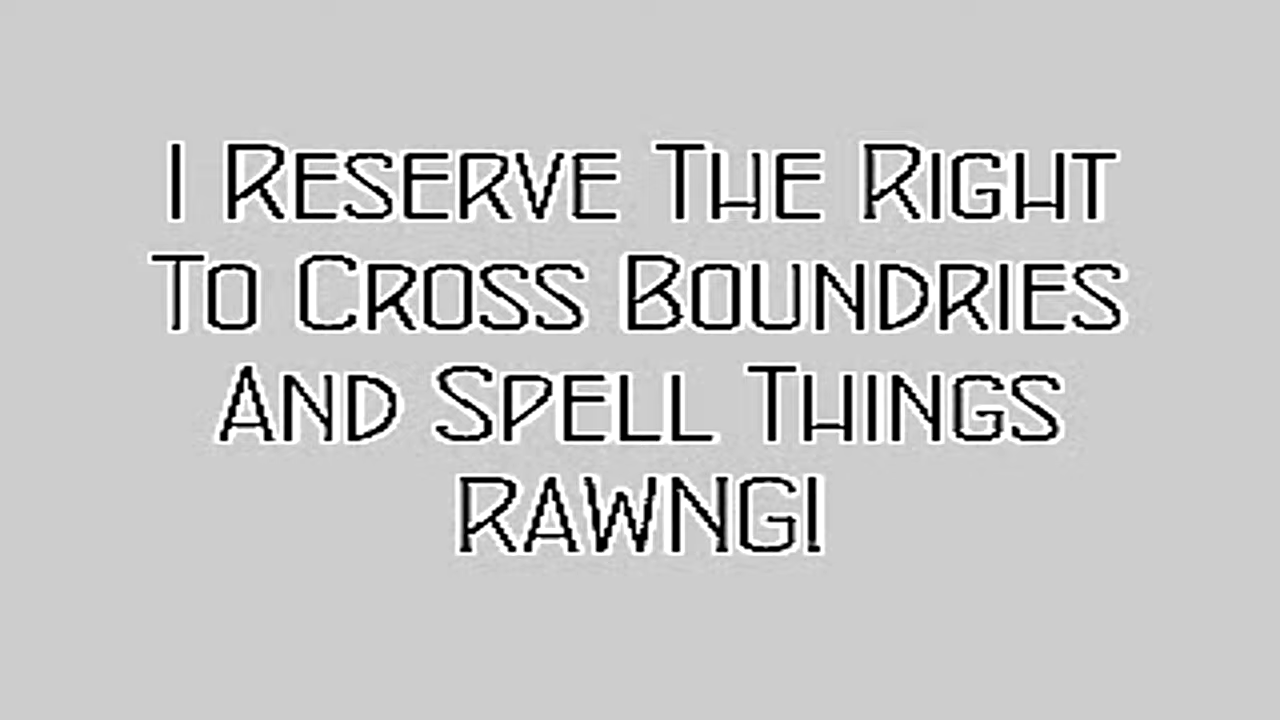 I Reserve The Right
To Cross Boundries
And Spell Things
RAWNG!